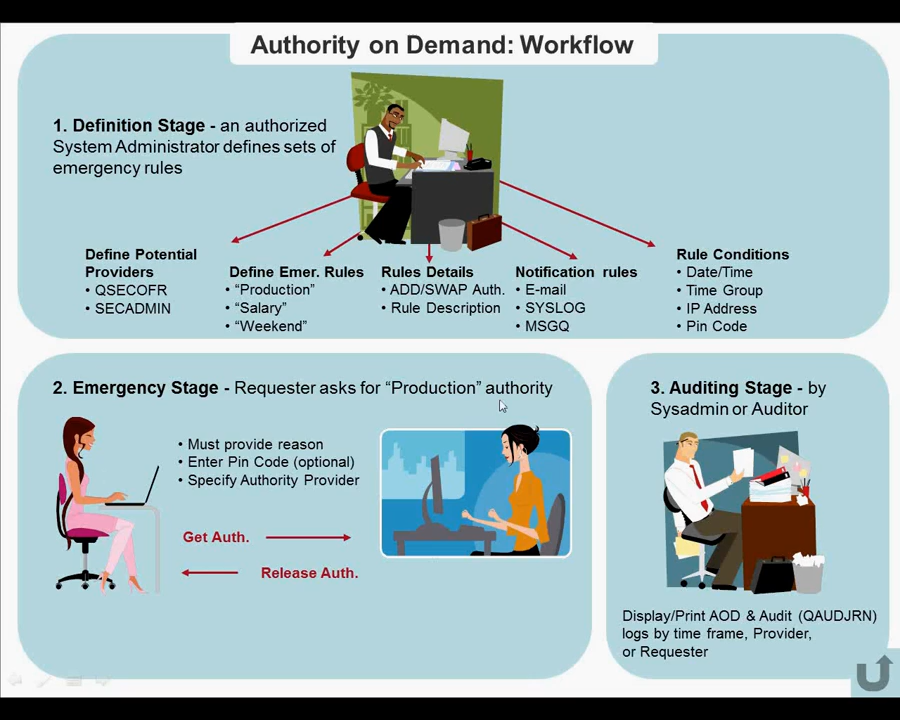 Authority on Demand: Workflow
1. Definition Stage - an authorized
System Administrator defines sets of
emergency rules
Define Potential
Providers
• QSECOFR
• SECADMIN
Define Emer. Rules
• “Production”
• “Salary”
• “Weekend”
Rules Details
• ADD/SWAP Auth.
• Rule Description
Notification rules
• E-mail
• SYSLOG
• MSGQ
Rule Conditions
• Date/Time
• Time Group
• IP Address
• Pin Code
2. Emergency Stage - Requester asks for “Production” authority
• Must provide reason
• Enter Pin Code (optional)
• Specify Authority Provider
Get Auth.
Release Auth.
3. Auditing Stage - by
Sysadmin or Auditor
Display/Print AOD & Audit (QAUDJRN)
logs by time frame, Provider,
or Requester